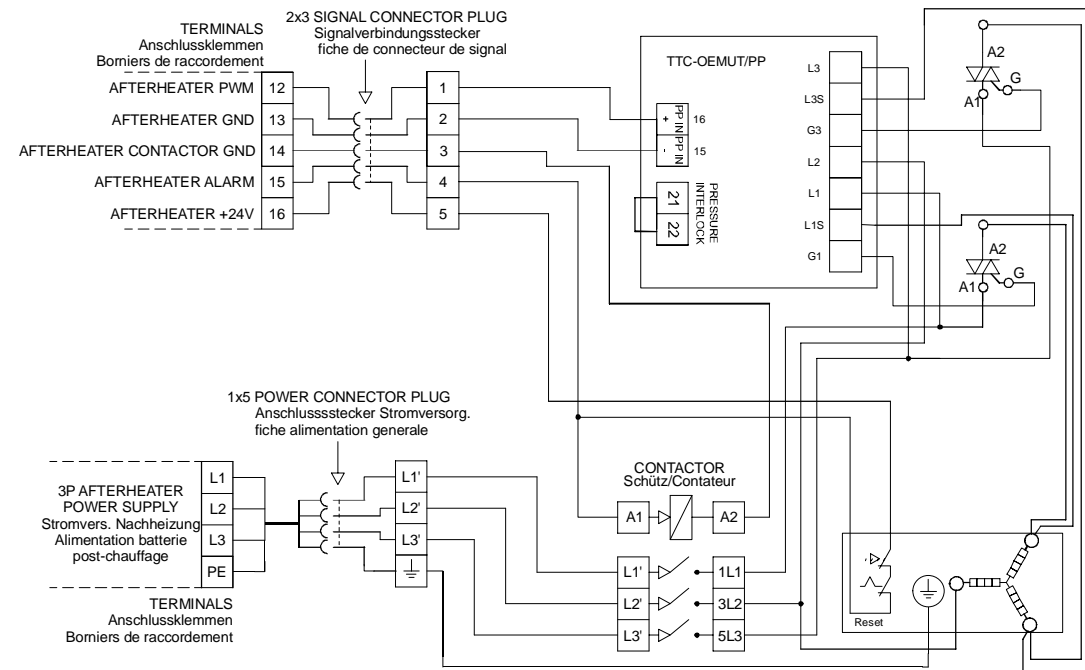 2x3 SIGNAL CONNECTOR PLUG
Signalverbindungsstecker
fiche de connecteur de signal
TERMINALS
Anschlussklemmen
Borniers de raccordement
AFTERHEATER PWM 12
AFTERHEATER GND 13
AFTERHEATER CONTACTOR GND 14
AFTERHEATER ALARM 15
AFTERHEATER +24V 16
1
2
3
4
5
TTC-OEMUT/PP
+ PP IN 16
- PP IN 15
21
22
PRESSURE
INTERLOCK
L3
L3S
G3
L2
L1
L1S
G1
A2
G
A1
A2
G
A1
1x5 POWER CONNECTOR PLUG
Anschlussstecker Stromversorg.
fiche alimentation generale
3P AFTERHEATER
POWER SUPPLY
Stromvers. Nachheizung
Alimentation batterie
post-chauffage
L1
L2
L3
PE
TERMINALS
Anschlussklemmen
Borniers de raccordement
L1'
L2'
L3'
CONTACTOR
Schütz/Contateur
A1
A2
L1' 1L1
L2' 3L2
L3' 5L3
Reset